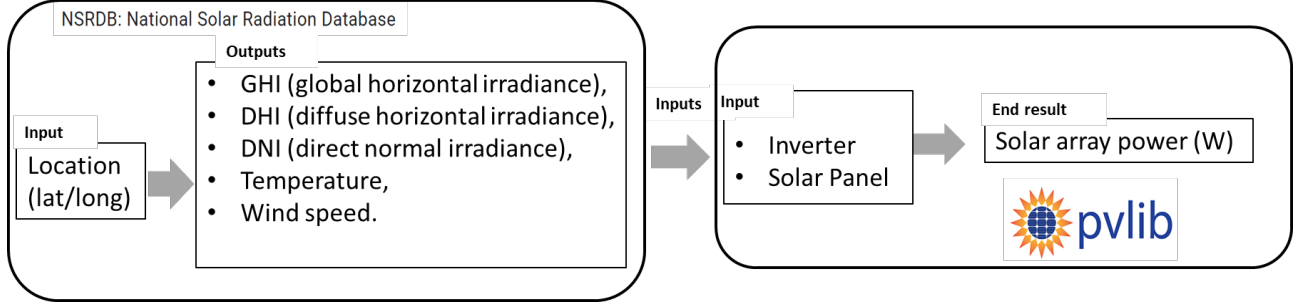 NSRDB: National Solar Radiation Database
Outputs
• GHI (global horizontal irradiance),
• DHI (diffuse horizontal irradiance),
• DNI (direct normal irradiance),
• Temperature,
• Wind speed.
Input
Location
(lat/long)
Inputs
Input
• Inverter
• Solar Panel
End result
Solar array power (W)
pvlib